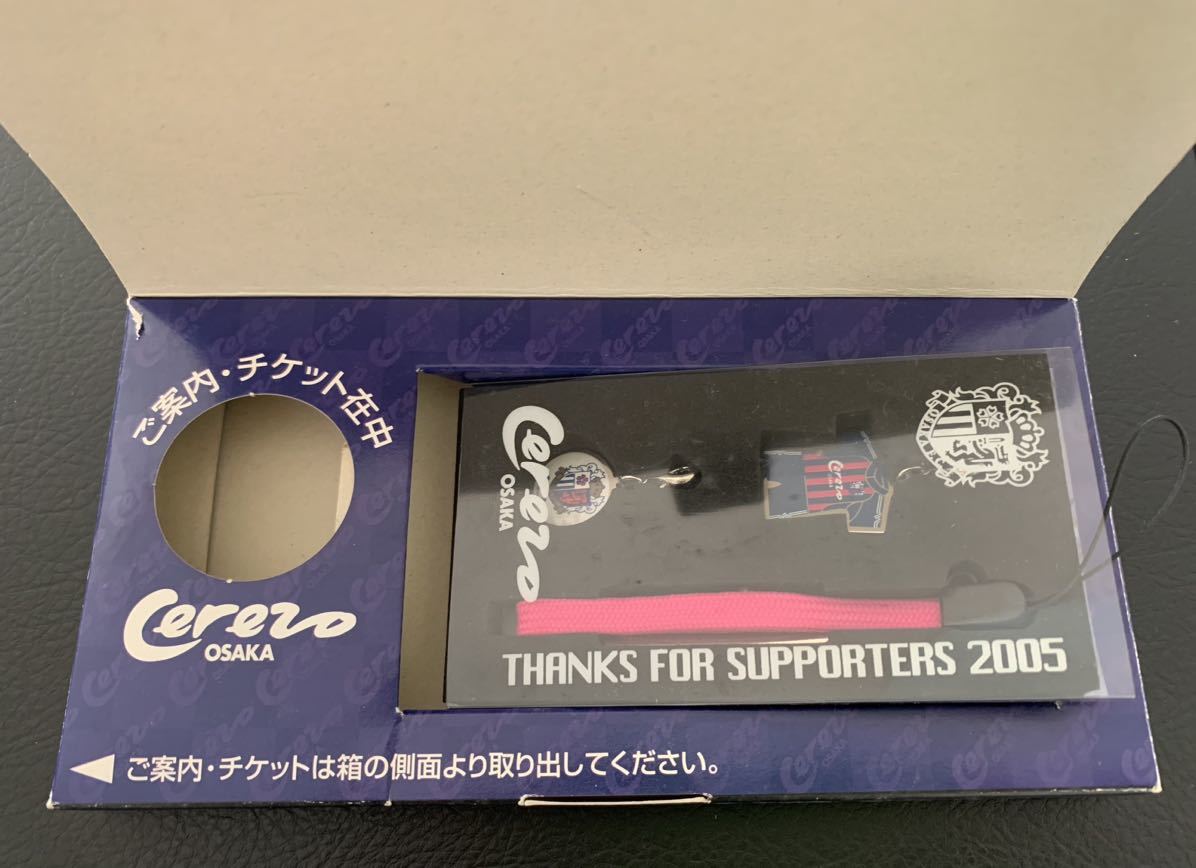 ご案内・チケット在中
Cerezo
OSAKA
Cerezo
OSAKA
Cerezo
THANKS FOR SUPPORTERS 2005
ご案内・チケットは箱の側面より取り出してください。